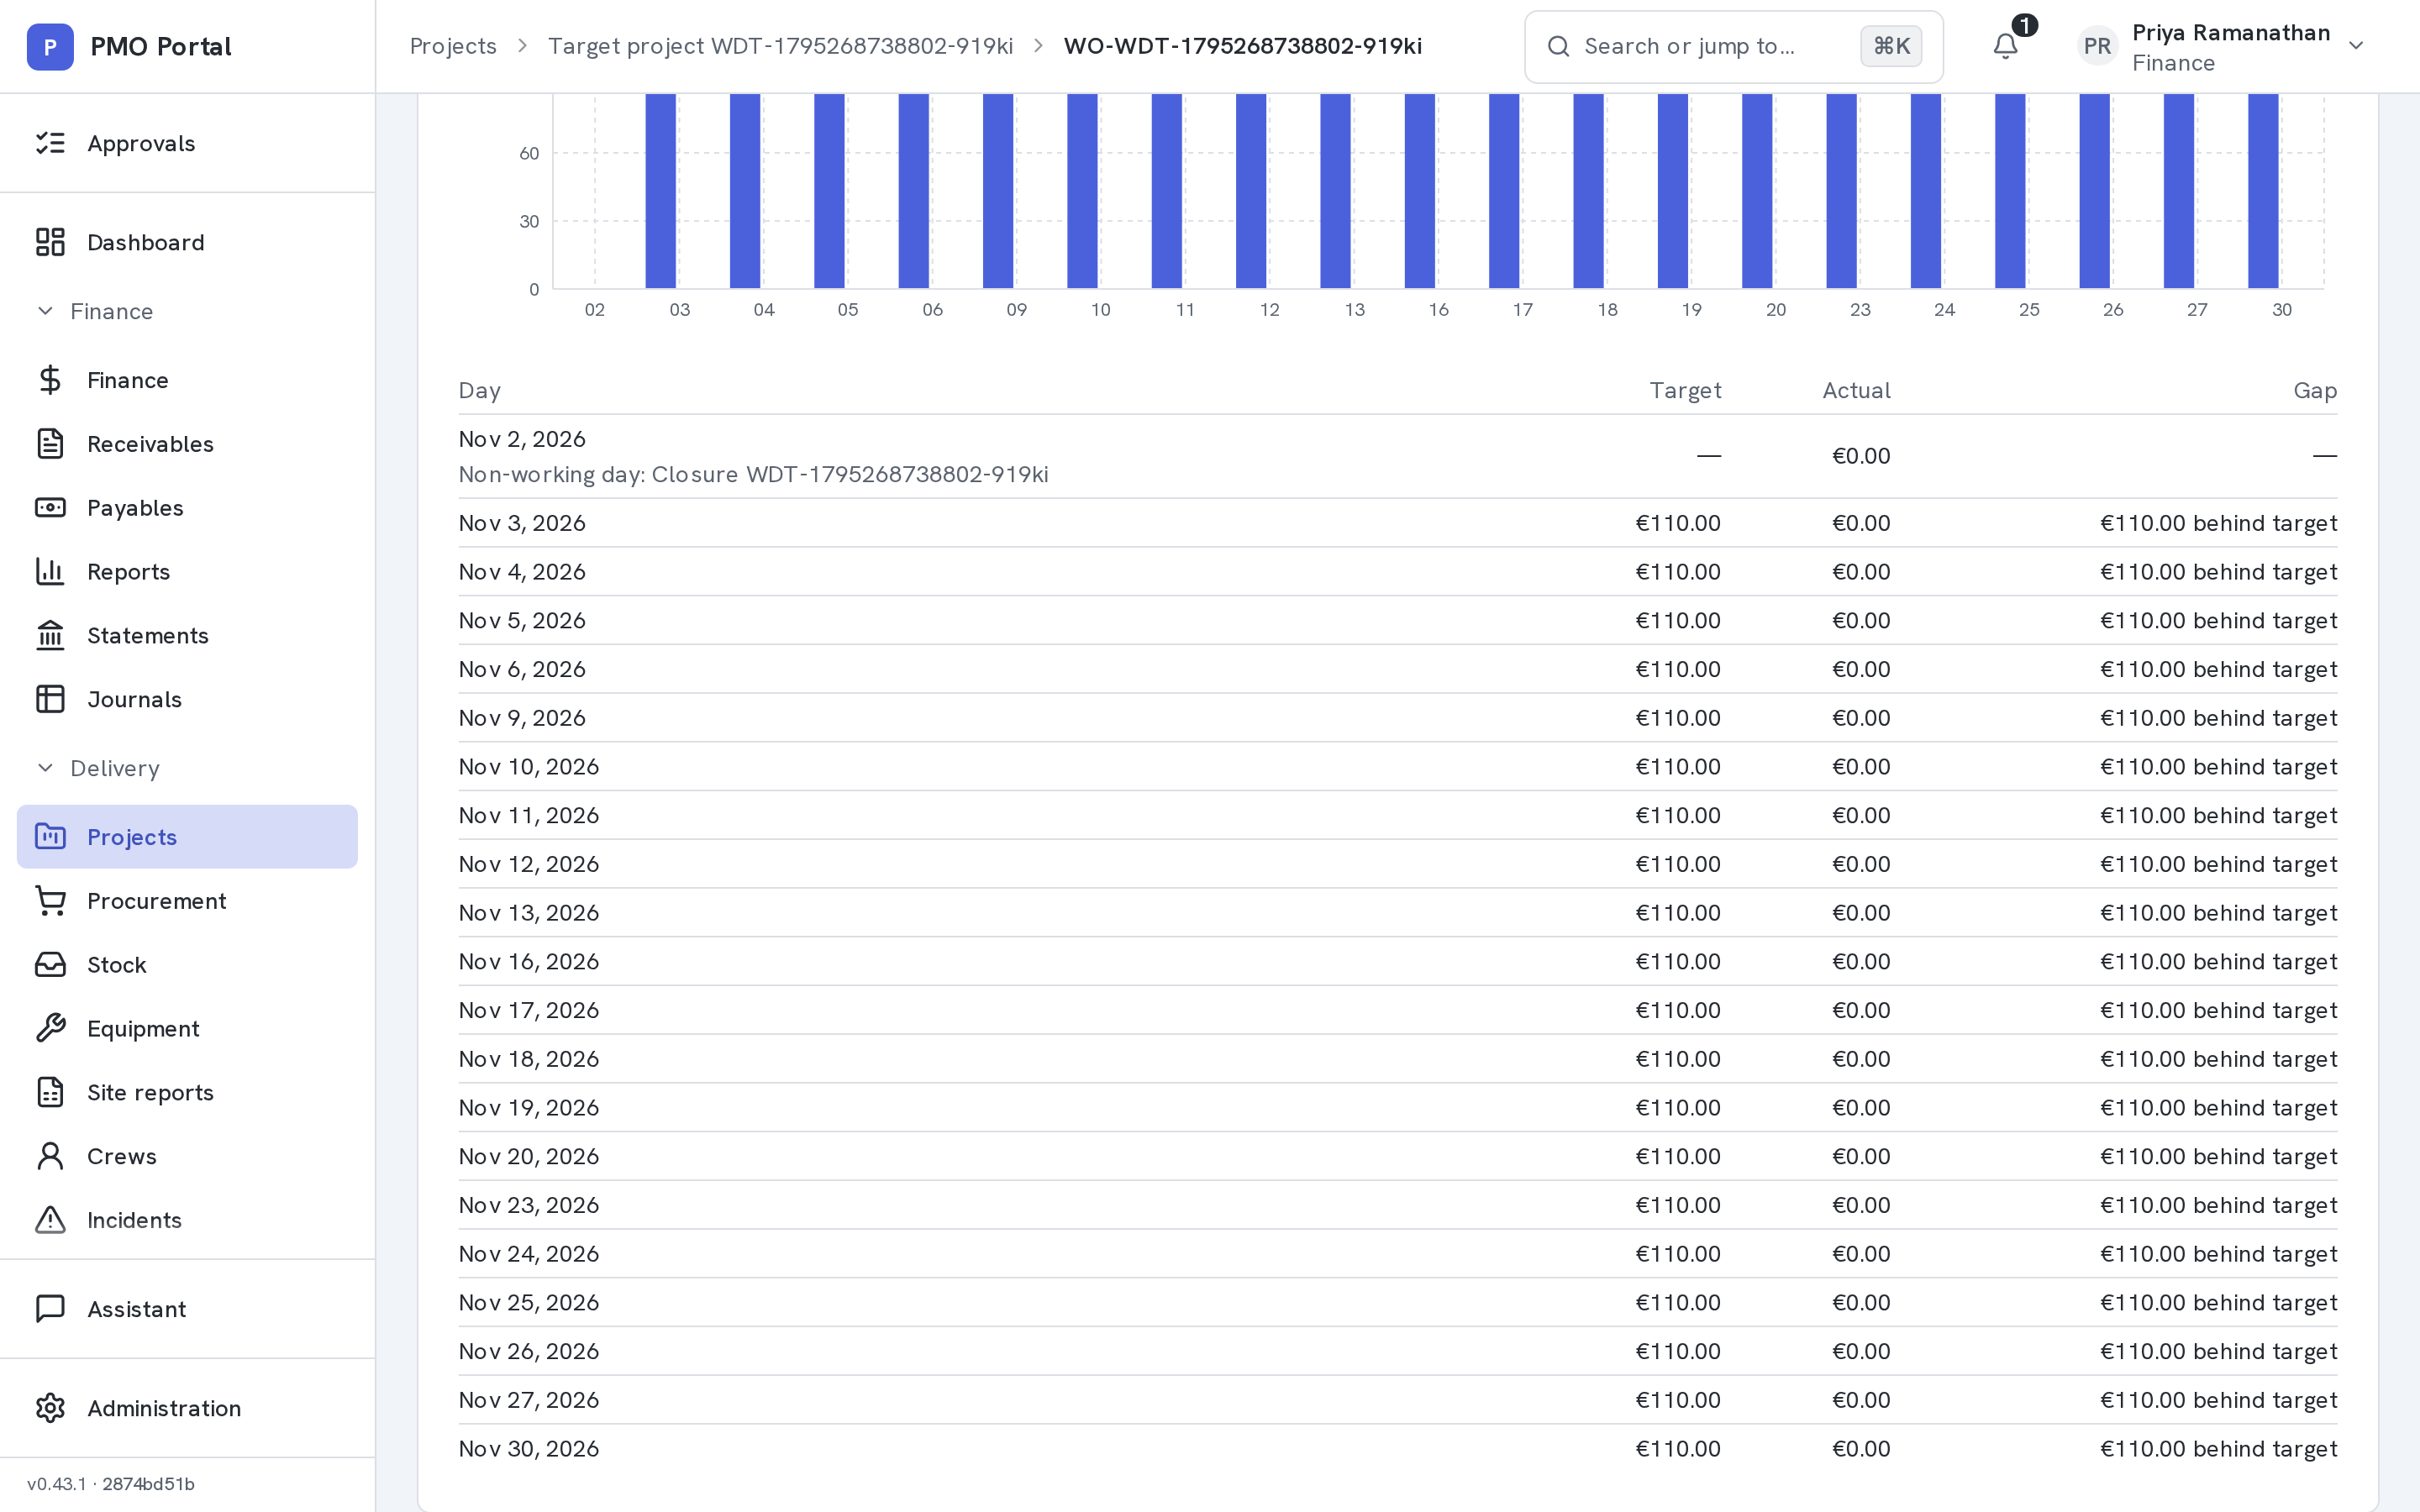 P PMO Portal
Projects > Target project WDT-1795268738802-919ki > WO-WDT-1795268738802-919ki
Search or jump to... ⌘K
1
PR Priya Ramanathan
Finance
Approvals
Dashboard
Finance
Finance
Receivables
Payables
Reports
Statements
Journals
Delivery
Projects
Procurement
Stock
Equipment
Site reports
Crews
Incidents
Assistant
Administration
v0.43.1 · 2874bd51b
60
30
0
02 03 04 05 06 09 10 11 12 13 16 17 18 19 20 23 24 25 26 27 30
Day Target Actual Gap
Nov 2, 2026 — €0.00 —
Non-working day: Closure WDT-1795268738802-919ki
Nov 3, 2026 €110.00 €0.00 €110.00 behind target
Nov 4, 2026 €110.00 €0.00 €110.00 behind target
Nov 5, 2026 €110.00 €0.00 €110.00 behind target
Nov 6, 2026 €110.00 €0.00 €110.00 behind target
Nov 9, 2026 €110.00 €0.00 €110.00 behind target
Nov 10, 2026 €110.00 €0.00 €110.00 behind target
Nov 11, 2026 €110.00 €0.00 €110.00 behind target
Nov 12, 2026 €110.00 €0.00 €110.00 behind target
Nov 13, 2026 €110.00 €0.00 €110.00 behind target
Nov 16, 2026 €110.00 €0.00 €110.00 behind target
Nov 17, 2026 €110.00 €0.00 €110.00 behind target
Nov 18, 2026 €110.00 €0.00 €110.00 behind target
Nov 19, 2026 €110.00 €0.00 €110.00 behind target
Nov 20, 2026 €110.00 €0.00 €110.00 behind target
Nov 23, 2026 €110.00 €0.00 €110.00 behind target
Nov 24, 2026 €110.00 €0.00 €110.00 behind target
Nov 25, 2026 €110.00 €0.00 €110.00 behind target
Nov 26, 2026 €110.00 €0.00 €110.00 behind target
Nov 27, 2026 €110.00 €0.00 €110.00 behind target
Nov 30, 2026 €110.00 €0.00 €110.00 behind target